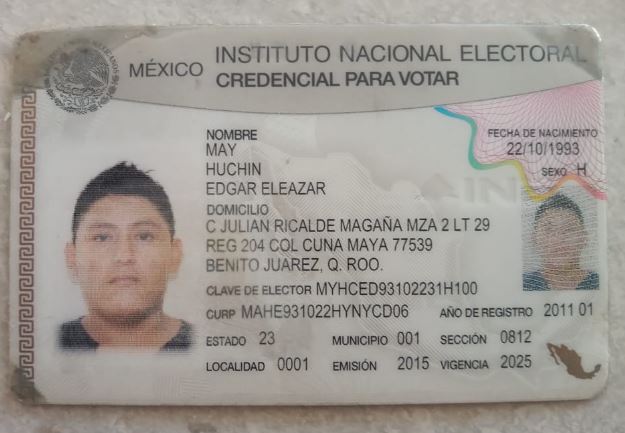 MÉXICO INSTITUTO NACIONAL ELECTORAL
CREDENCIAL PARA VOTAR
NOMBRE
MAY
HUCHIN
EDGAR ELEAZAR
FECHA DE NACIMIENTO
22/10/1993
SEXO H
DOMICILIO
C JULIAN RICALDE MAGAÑA MZA 2 LT 29
REG 204 COL CUNA MAYA 77539
BENITO JUAREZ, Q. ROO.
CLAVE DE ELECTOR MYHCED93102231H100
CURP MAHE931022HYNYCD06 AÑO DE REGISTRO 2011 01
ESTADO 23 MUNICIPIO 001 SECCIÓN 0812
LOCALIDAD 0001 EMISIÓN 2015 VIGENCIA 2025